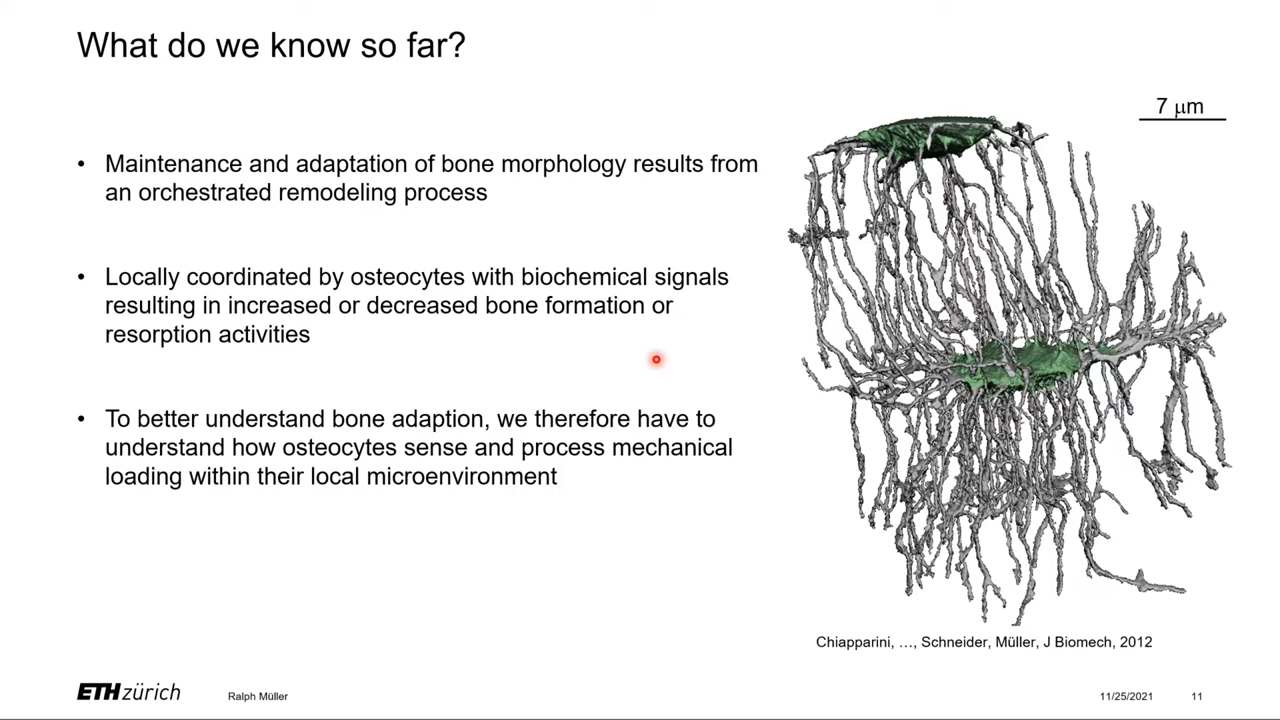 What do we know so far?
7 μm
• Maintenance and adaptation of bone morphology results from
an orchestrated remodeling process
• Locally coordinated by osteocytes with biochemical signals
resulting in increased or decreased bone formation or
resorption activities
• To better understand bone adaption, we therefore have to
understand how osteocytes sense and process mechanical
loading within their local microenvironment
Chiapparini, …, Schneider, Müller, J Biomech, 2012
ETH zürich
Ralph Müller
11/25/2021
11